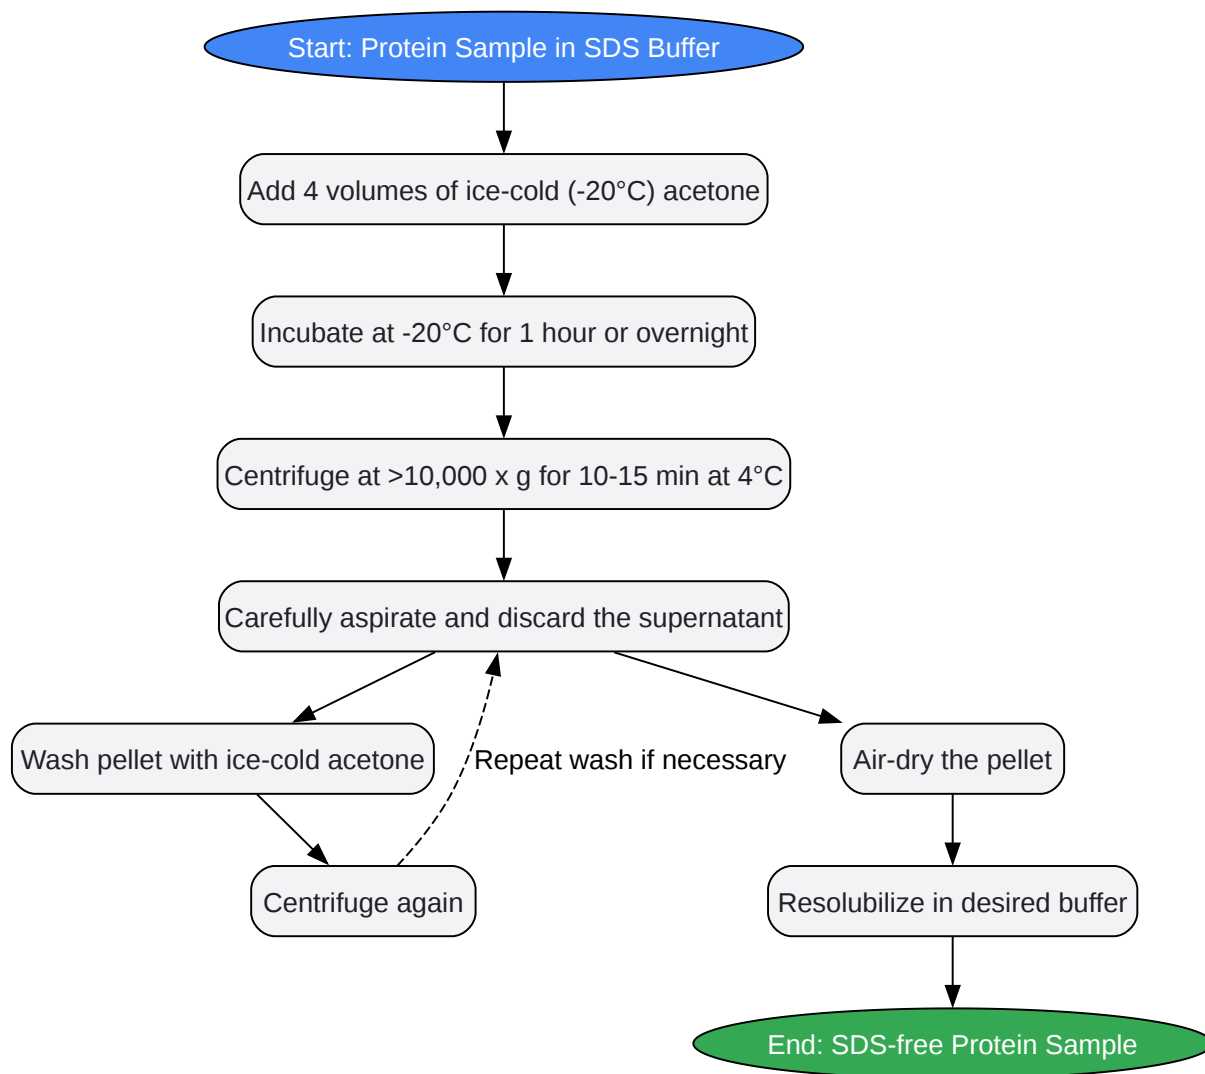 Start: Protein Sample in SDS Buffer
Add 4 volumes of ice-cold (-20°C) acetone
Incubate at -20°C for 1 hour or overnight
Centrifuge at >10,000 x g for 10-15 min at 4°C
Carefully aspirate and discard the supernatant
Wash pellet with ice-cold acetone
Repeat wash if necessary
Air-dry the pellet
Centrifuge again
Resolubilize in desired buffer
End: SDS-free Protein Sample